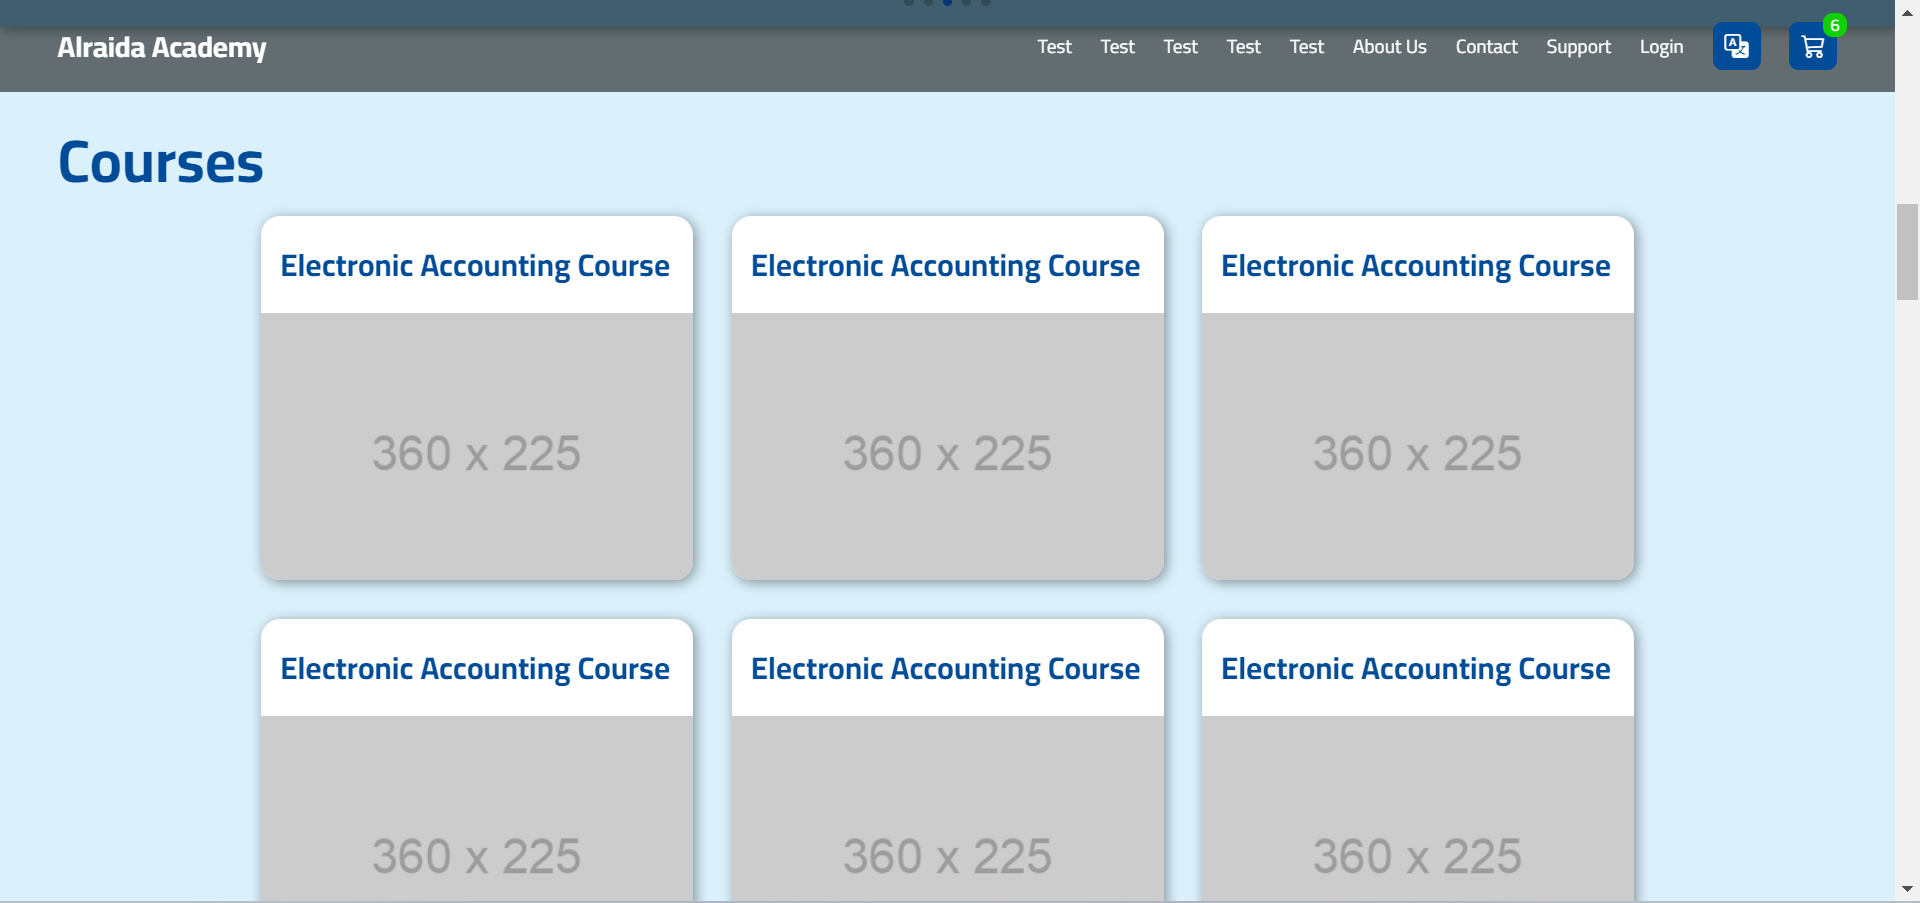 Alraida Academy
Test Test Test Test Test About Us Contact Support Login
6
Courses
Electronic Accounting Course
360 x 225
Electronic Accounting Course
360 x 225
Electronic Accounting Course
360 x 225
Electronic Accounting Course
360 x 225
Electronic Accounting Course
360 x 225
Electronic Accounting Course
360 x 225